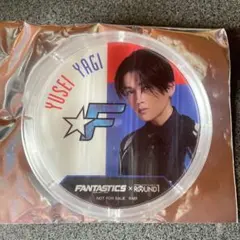 YUSEI YAGI
F
FANTASTICS × ROUND1
NOT FOR SALE